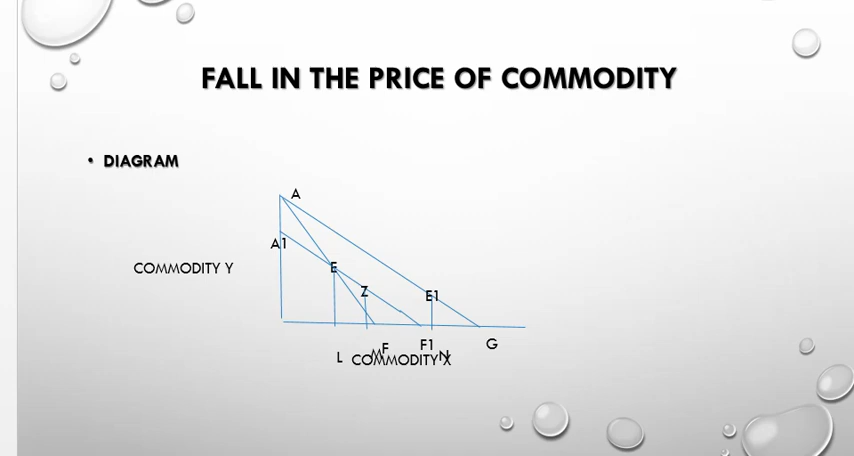 FALL IN THE PRICE OF COMMODITY
• DIAGRAM
A
A1
COMMODITY Y
E
Z
E1
F
F1
G
L
M
N
COMMODITY X